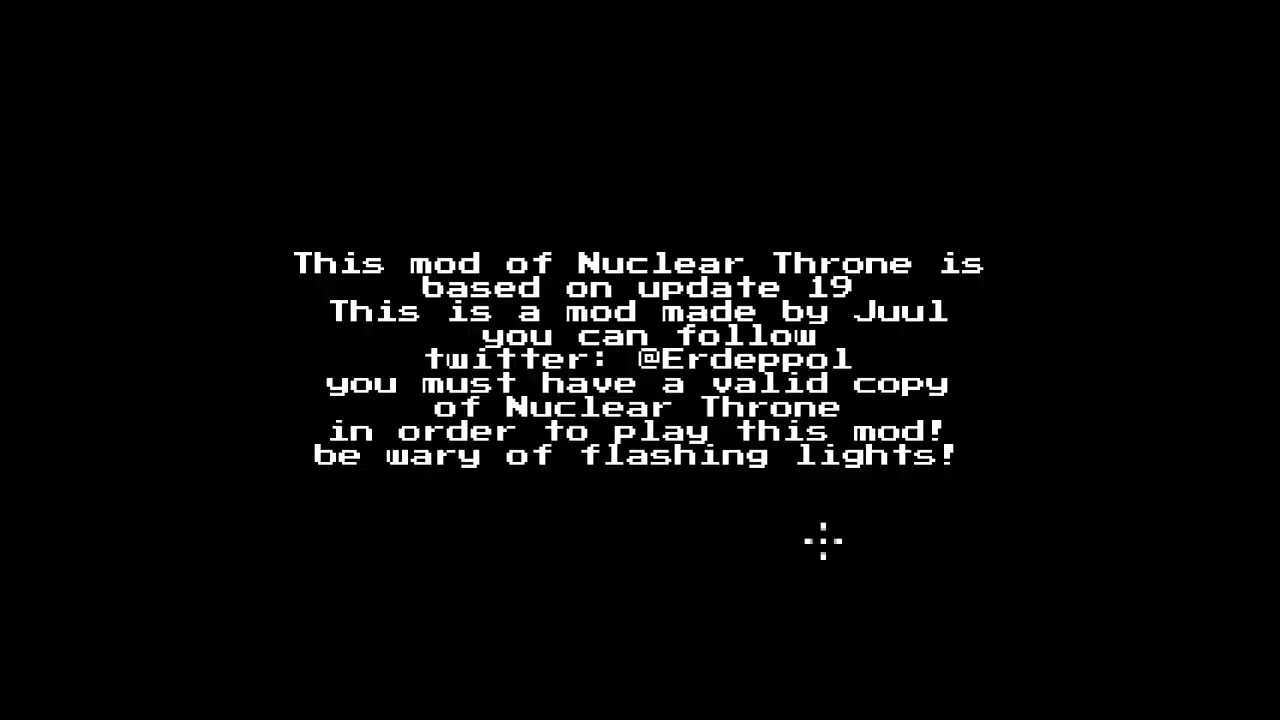 This mod of Nuclear Throne is
based on update 19
This is a mod made by Juul
you can follow
twitter: @Erdeppol
you must have a valid copy
of Nuclear Throne
in order to play this mod!
be wary of flashing lights!